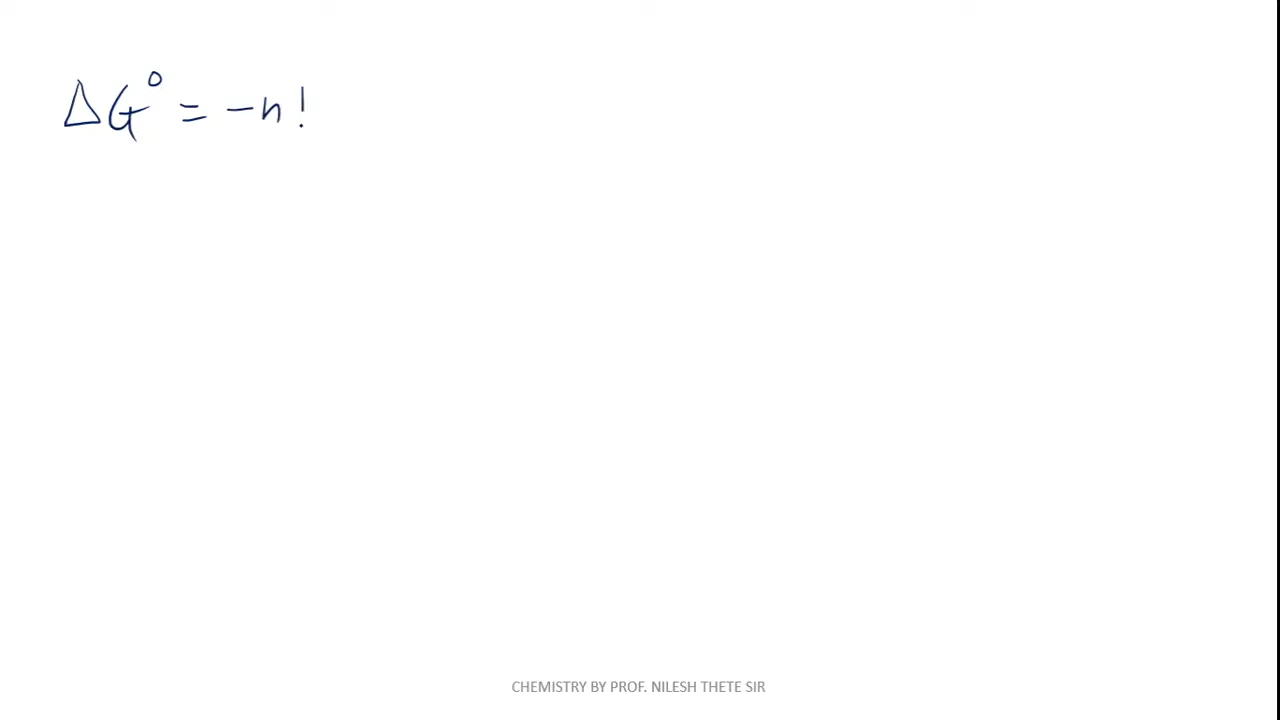 ΔG° = -n!
CHEMISTRY BY PROF. NILESH THETE SIR